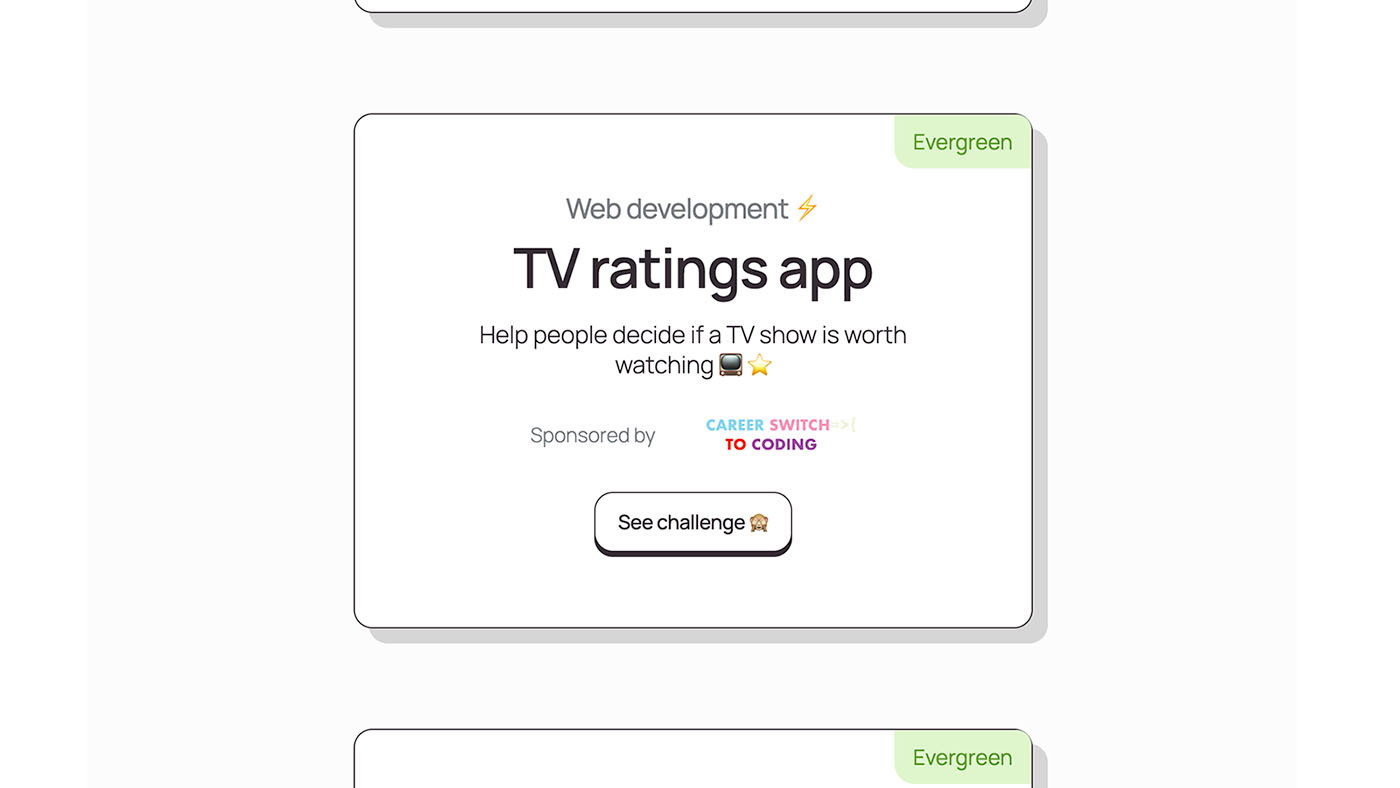 Evergreen
Web development ⚡
TV ratings app
Help people decide if a TV show is worth
watching 📺⭐
Sponsored by
CAREER SWITCH=>{
TO CODING
See challenge 🙈
Evergreen